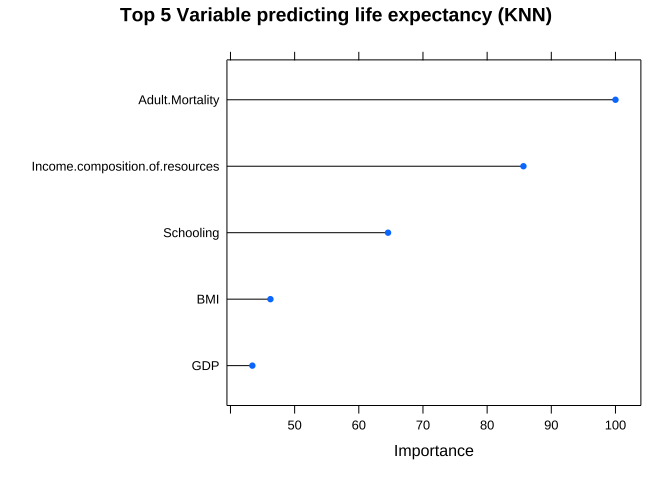 Top 5 Variable predicting life expectancy (KNN)
Adult.Mortality
Income.composition.of.resources
Schooling
BMI
GDP
50 60 70 80 90 100
Importance